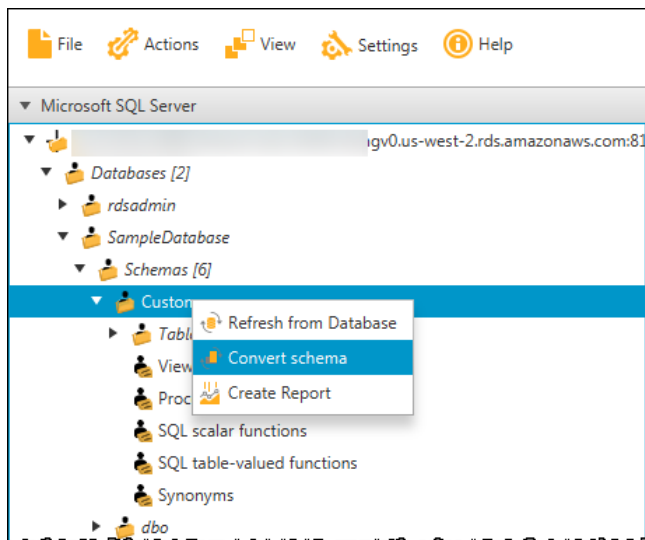 File Actions View Settings Help
Microsoft SQL Server
gv0.us-west-2.rds.amazonaws.com:81
Databases [2]
rdsadmin
SampleDatabase
Schemas [6]
Custom
Refresh from Database
Tabl
Convert schema
View
Create Report
Proc
SQL scalar functions
SQL table-valued functions
Synonyms
dbo